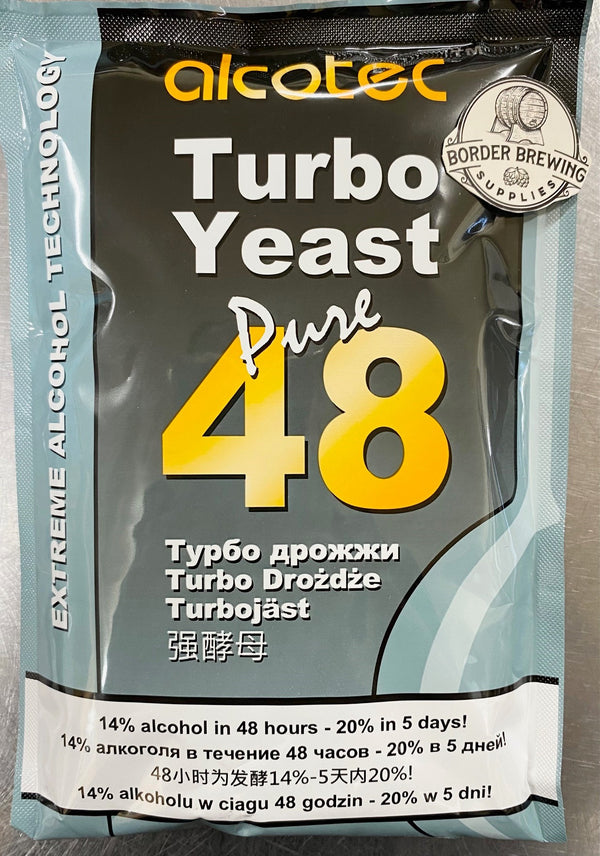 alcotec™
BORDER BREWING
SUPPLIES
Turbo
Yeast
Pure
48
EXTREME ALCOHOL TECHNOLOGY
Турбо дрожжи
Turbo Drożdże
Turbojäst
强酵母
14% alcohol in 48 hours - 20% in 5 days!
14% алкоголя в течение 48 часов - 20% в 5 дней!
48小时为发酵14%-5天内20%!
14% alkoholu w ciagu 48 godzin - 20% w 5 dni!